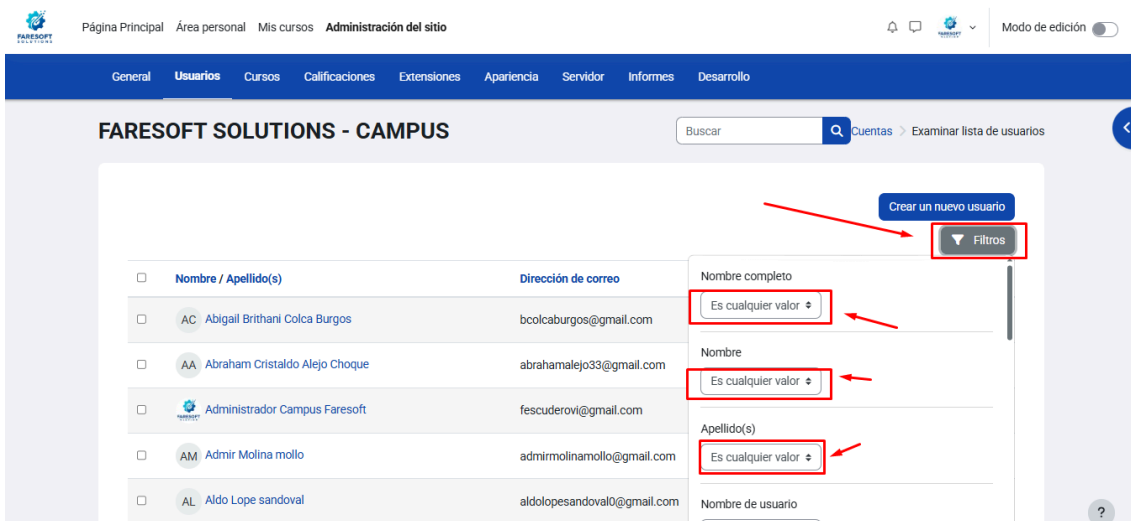 FARESOFT
SOLUTIONS
Página Principal Área personal Mis cursos Administración del sitio
Modo de edición
General Usuarios Cursos Calificaciones Extensiones Apariencia Servidor Informes Desarrollo
FARESOFT SOLUTIONS - CAMPUS
Buscar
Cuentas > Examinar lista de usuarios
Crear un nuevo usuario
Filtros
Nombre / Apellido(s) Dirección de correo
AC Abigail Brithani Colca Burgos bcolcaburgos@gmail.com
AA Abraham Cristaldo Alejo Choque abrahamalejo33@gmail.com
Administrador Campus Faresoft fescuderovi@gmail.com
AM Admir Molina mollo admirmolinamollo@gmail.com
AL Aldo Lope sandoval aldolopesandoval0@gmail.com
Nombre completo
Es cualquier valor
Nombre
Es cualquier valor
Apellido(s)
Es cualquier valor
Nombre de usuario
?